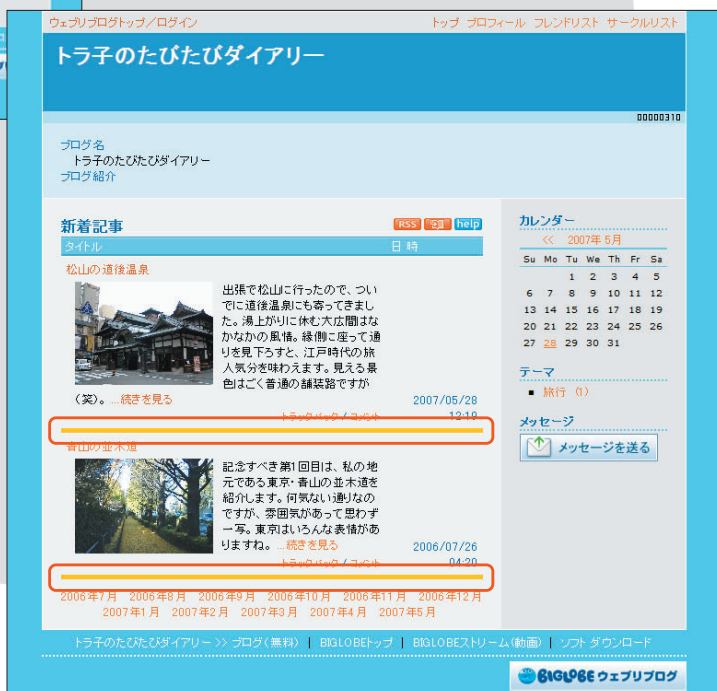 ウェブリブログトップ／ログイン
トップ プロフィール フレンドリスト サークルリスト
トラ子のたびたびダイアリー
00000310
ブログ名
トラ子のたびたびダイアリー
ブログ紹介
新着記事
RSS
help
タイトル
日 時
松山の道後温泉
出張で松山に行ったので、つい
でに道後温泉にも寄ってきまし
た。湯上がりに休む大広間はな
かなかの風情。縁側に座って通
りを見下ろすと、江戸時代の旅
人気分を味わえます。見える景
色はごく普通の舗装路ですが
（笑）。...続きを見る
2007/05/28
12:19
トラックバック / コメント
青山の並木道
記念すべき第1回目は、私の地
元である東京・青山の並木道を
紹介します。何気ない通りなの
ですが、雰囲気があって思わず
一写。東京はいろんな表情があ
りますね。...続きを見る
2006/07/26
04:20
トラックバック / コメント
2006年7月 2006年8月 2006年9月 2006年10月 2006年11月 2006年12月
2007年1月 2007年2月 2007年3月 2007年4月 2007年5月
カレンダー
<< 2007年 5月
Su Mo Tu We Th Fr Sa
1 2 3 4 5
6 7 8 9 10 11 12
13 14 15 16 17 18 19
20 21 22 23 24 25 26
27 28 29 30 31
テーマ
旅行 (1)
メッセージ
メッセージを送る
トラ子のたびたびダイアリー >> ブログ(無料) | BIGLOBEトップ | BIGLOBEストリーム(動画) | ソフト ダウンロード
BIGLOBE ウェブリブログ